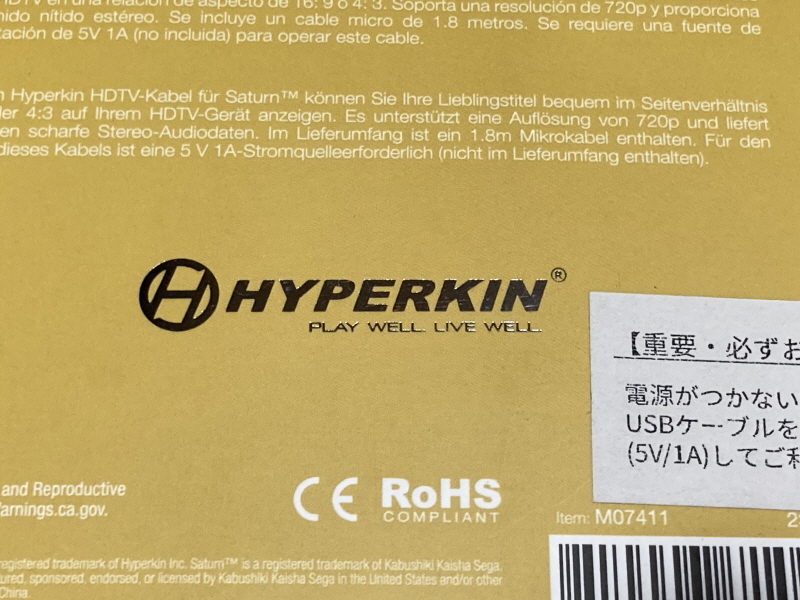 HDTV en una relación de aspecto de 16: 9 o 4: 3. Soporta una resolución de 720p y proporciona
nido nítido estéreo. Se incluye un cable micro de 1.8 metros. Se requiere una fuente de
tación de 5V 1A (no incluida) para operar este cable.
n Hyperkin HDTV-Kabel für Saturn™ können Sie Ihre Lieblingstitel bequem im Seitenverhältnis
der 4:3 auf Ihrem HDTV-Gerät anzeigen. Es unterstützt eine Auflösung von 720p und liefert
en scharfe Stereo-Audiodaten. Im Lieferumfang ist ein 1.8m Mikrokabel enthalten. Für den
dieses Kabels ist eine 5 V 1A-Stromquelleerforderlich (nicht im Lieferumfang enthalten).
HYPERKIN®
PLAY WELL. LIVE WELL.
【重要・必ずお
電源がつかない
USBケーブルを
(5V/1A)してご利
and Reproductive
arnings.ca.gov.
CE RoHS
COMPLIANT
Item: M07411
registered trademark of Hyperkin Inc. Saturn™ is a registered trademark of Kabushiki Kaisha Sega.
ured, sponsored, endorsed, or licensed by Kabushiki Kaisha Sega in the United States and/or other
China.